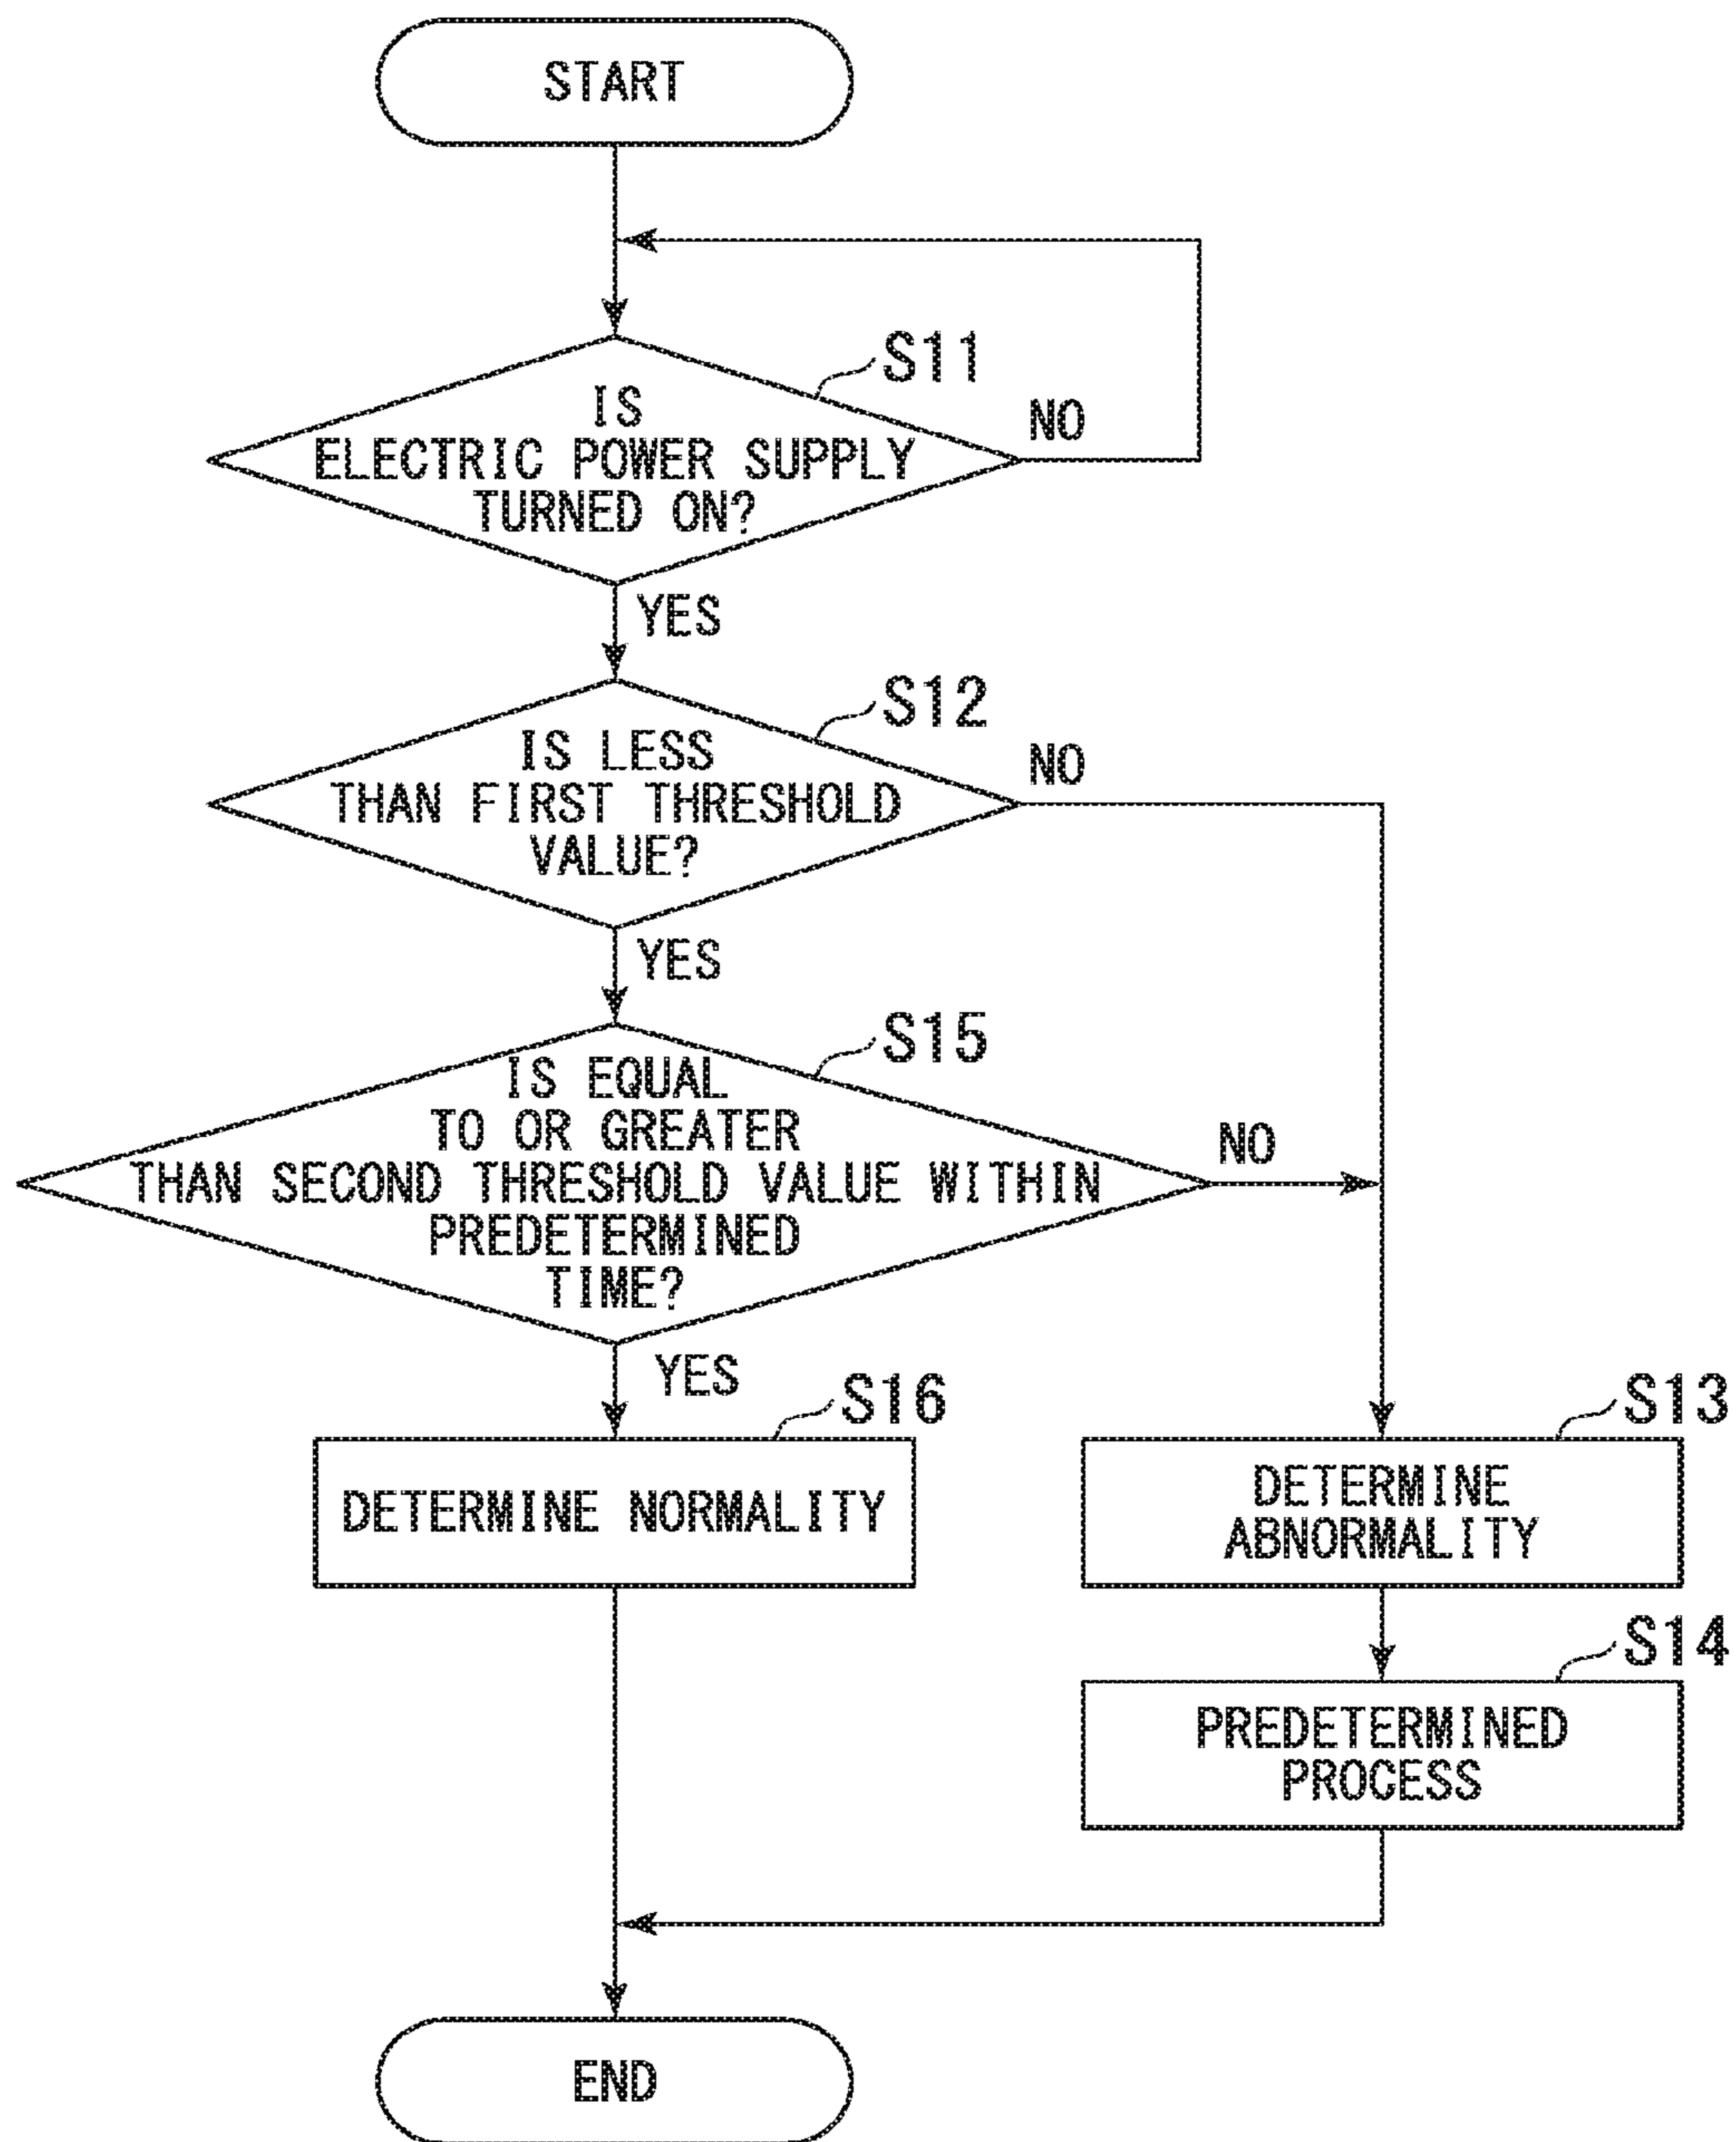 START
S11
IS
ELECTRIC POWER SUPPLY
TURNED ON?
NO
YES
S12
IS LESS
THAN FIRST THRESHOLD
VALUE?
NO
YES
S15
IS EQUAL
TO OR GREATER
THAN SECOND THRESHOLD VALUE WITHIN
PREDETERMINED
TIME?
NO
YES
S16
DETERMINE NORMALITY
S13
DETERMINE
ABNORMALITY
S14
PREDETERMINED
PROCESS
END